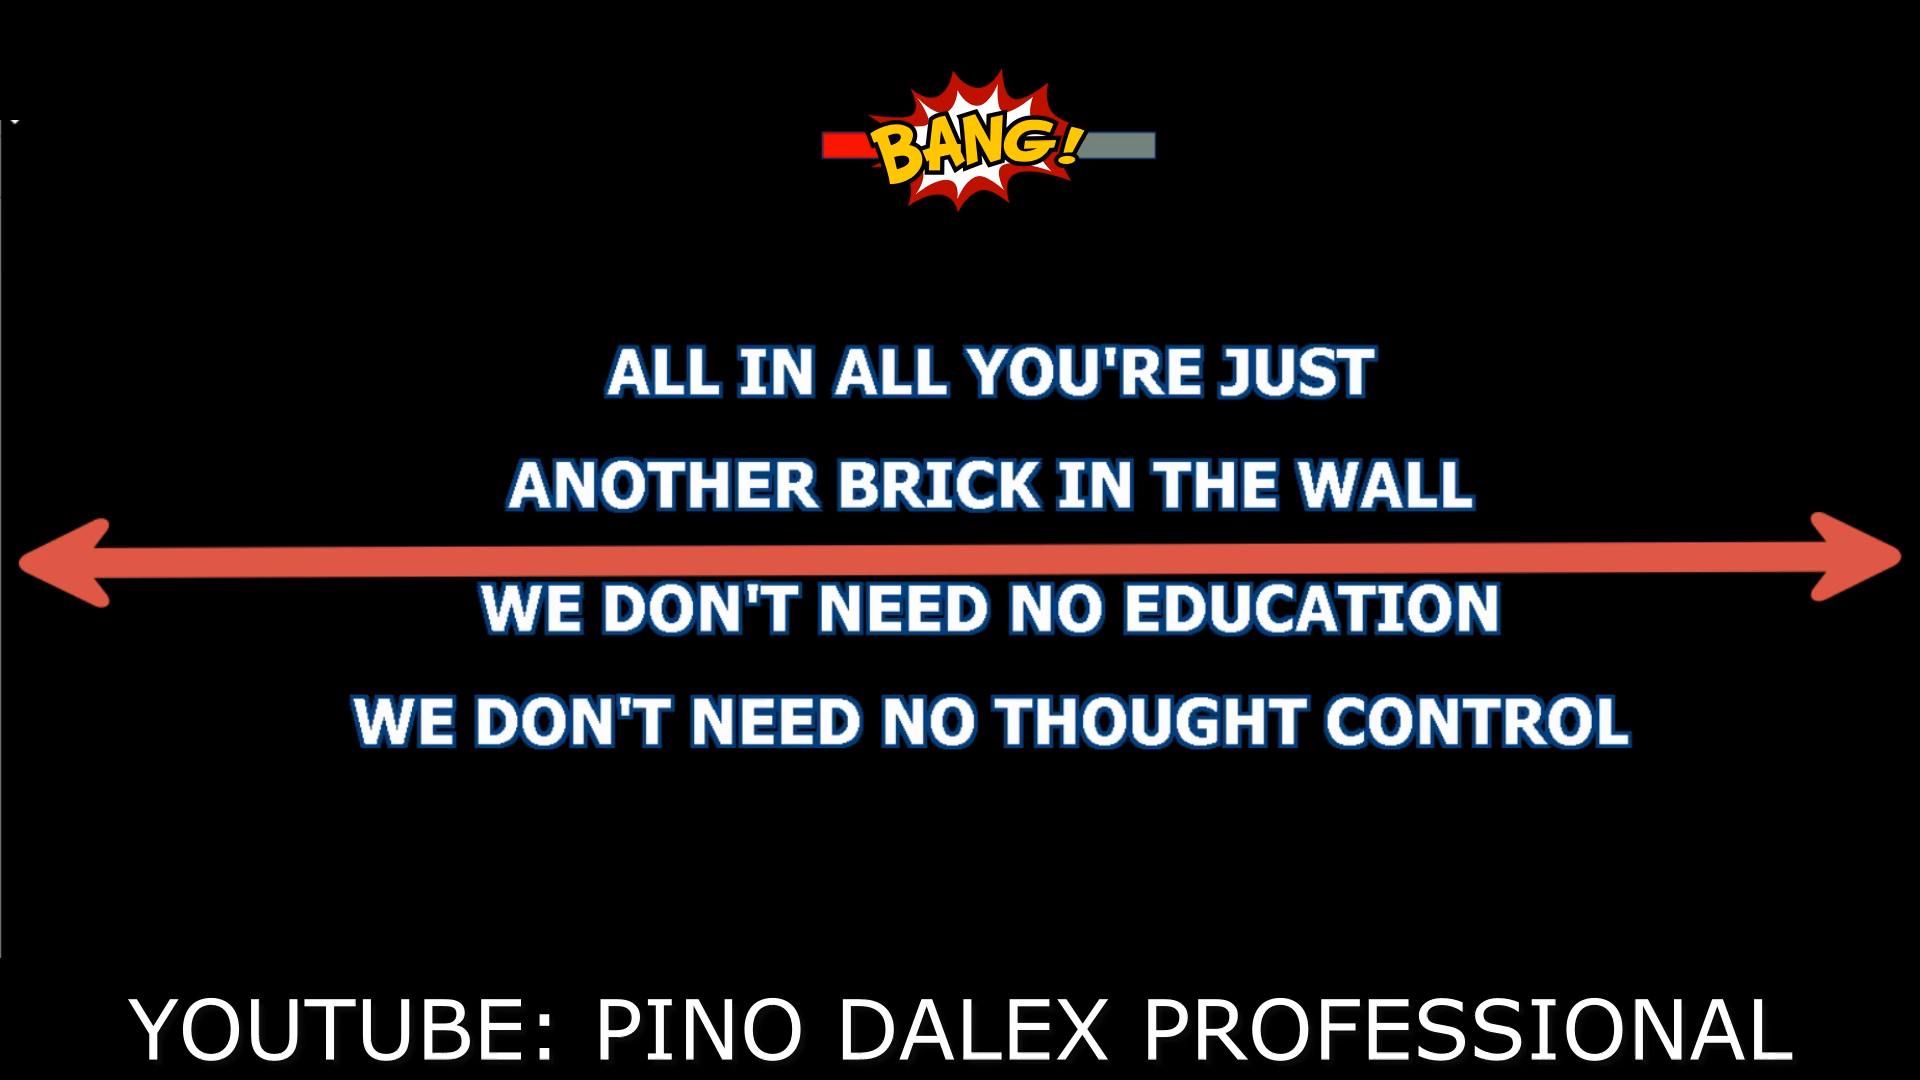 BANG!
ALL IN ALL YOU'RE JUST
ANOTHER BRICK IN THE WALL
WE DON'T NEED NO EDUCATION
WE DON'T NEED NO THOUGHT CONTROL
YOUTUBE: PINO DALEX PROFESSIONAL